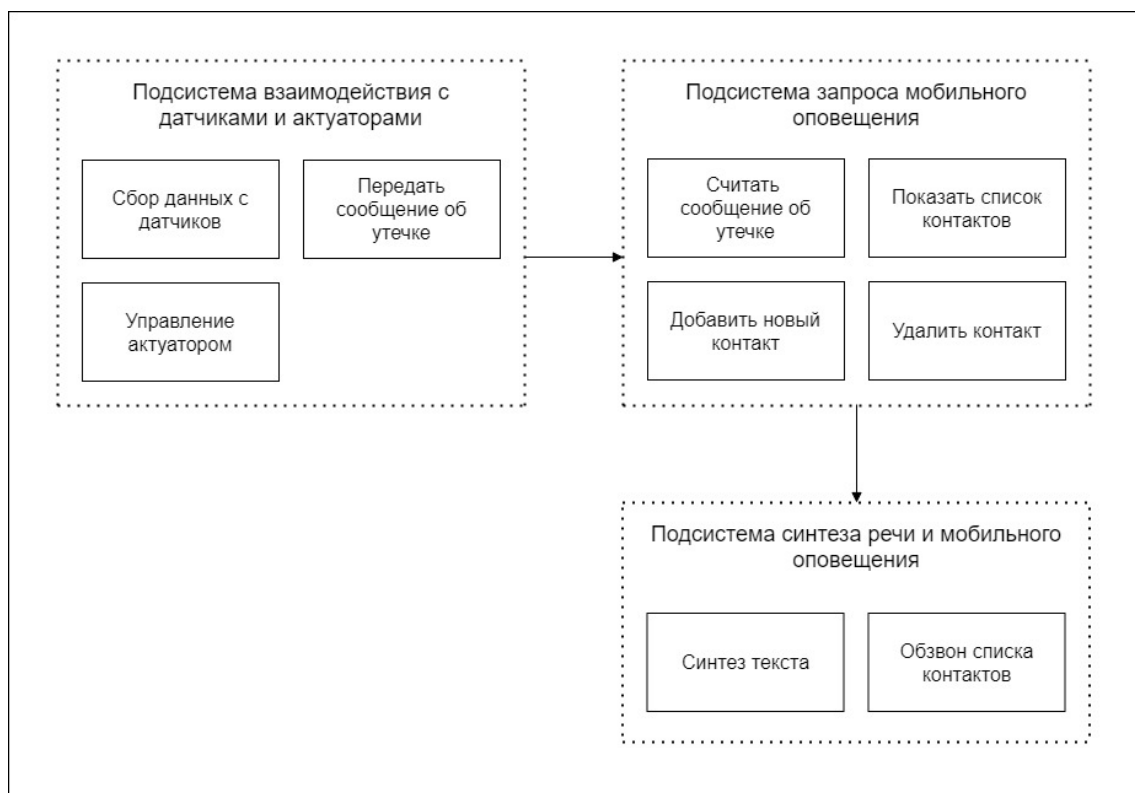 Подсистема взаимодействия с
датчиками и актуаторами
Сбор данных с
датчиков
Передать
сообщение об
утечке
Управление
актуатором
Подсистема запроса мобильного
оповещения
Считать
сообщение об
утечке
Показать список
контактов
Добавить новый
контакт
Удалить контакт
Подсистема синтеза речи и мобильного
оповещения
Синтез текста
Обзвон списка
контактов